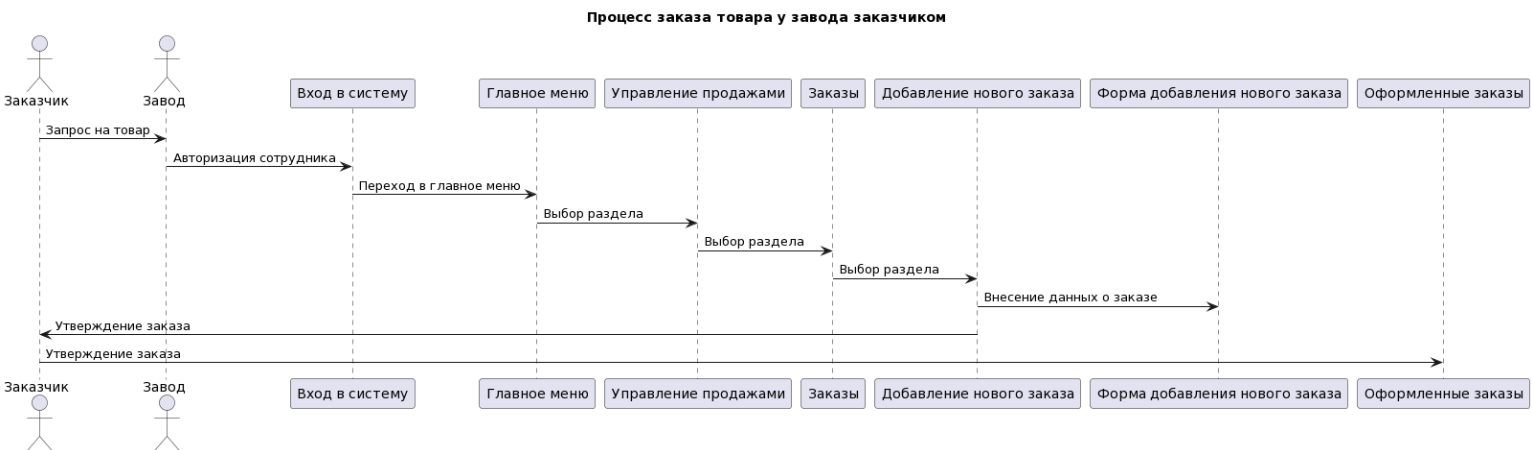 Процесс заказа товара у завода заказчиком
Заказчик
Завод
Вход в систему
Главное меню
Управление продажами
Заказы
Добавление нового заказа
Форма добавления нового заказа
Оформленные заказы
Запрос на товар
Авторизация сотрудника
Переход в главное меню
Выбор раздела
Выбор раздела
Выбор раздела
Внесение данных о заказе
Утверждение заказа
Утверждение заказа
Заказчик
Завод
Вход в систему
Главное меню
Управление продажами
Заказы
Добавление нового заказа
Форма добавления нового заказа
Оформленные заказы